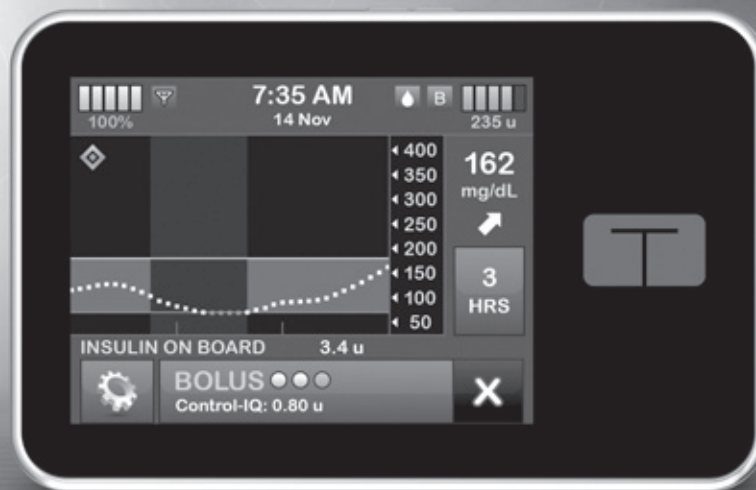 7:35 AM
B
100%
14 Nov
235 u
400
350
300
250
200
150
100
50
162
mg/dL
3
HRS
INSULIN ON BOARD 3.4 u
BOLUS
Control-IQ: 0.80 u
X
T